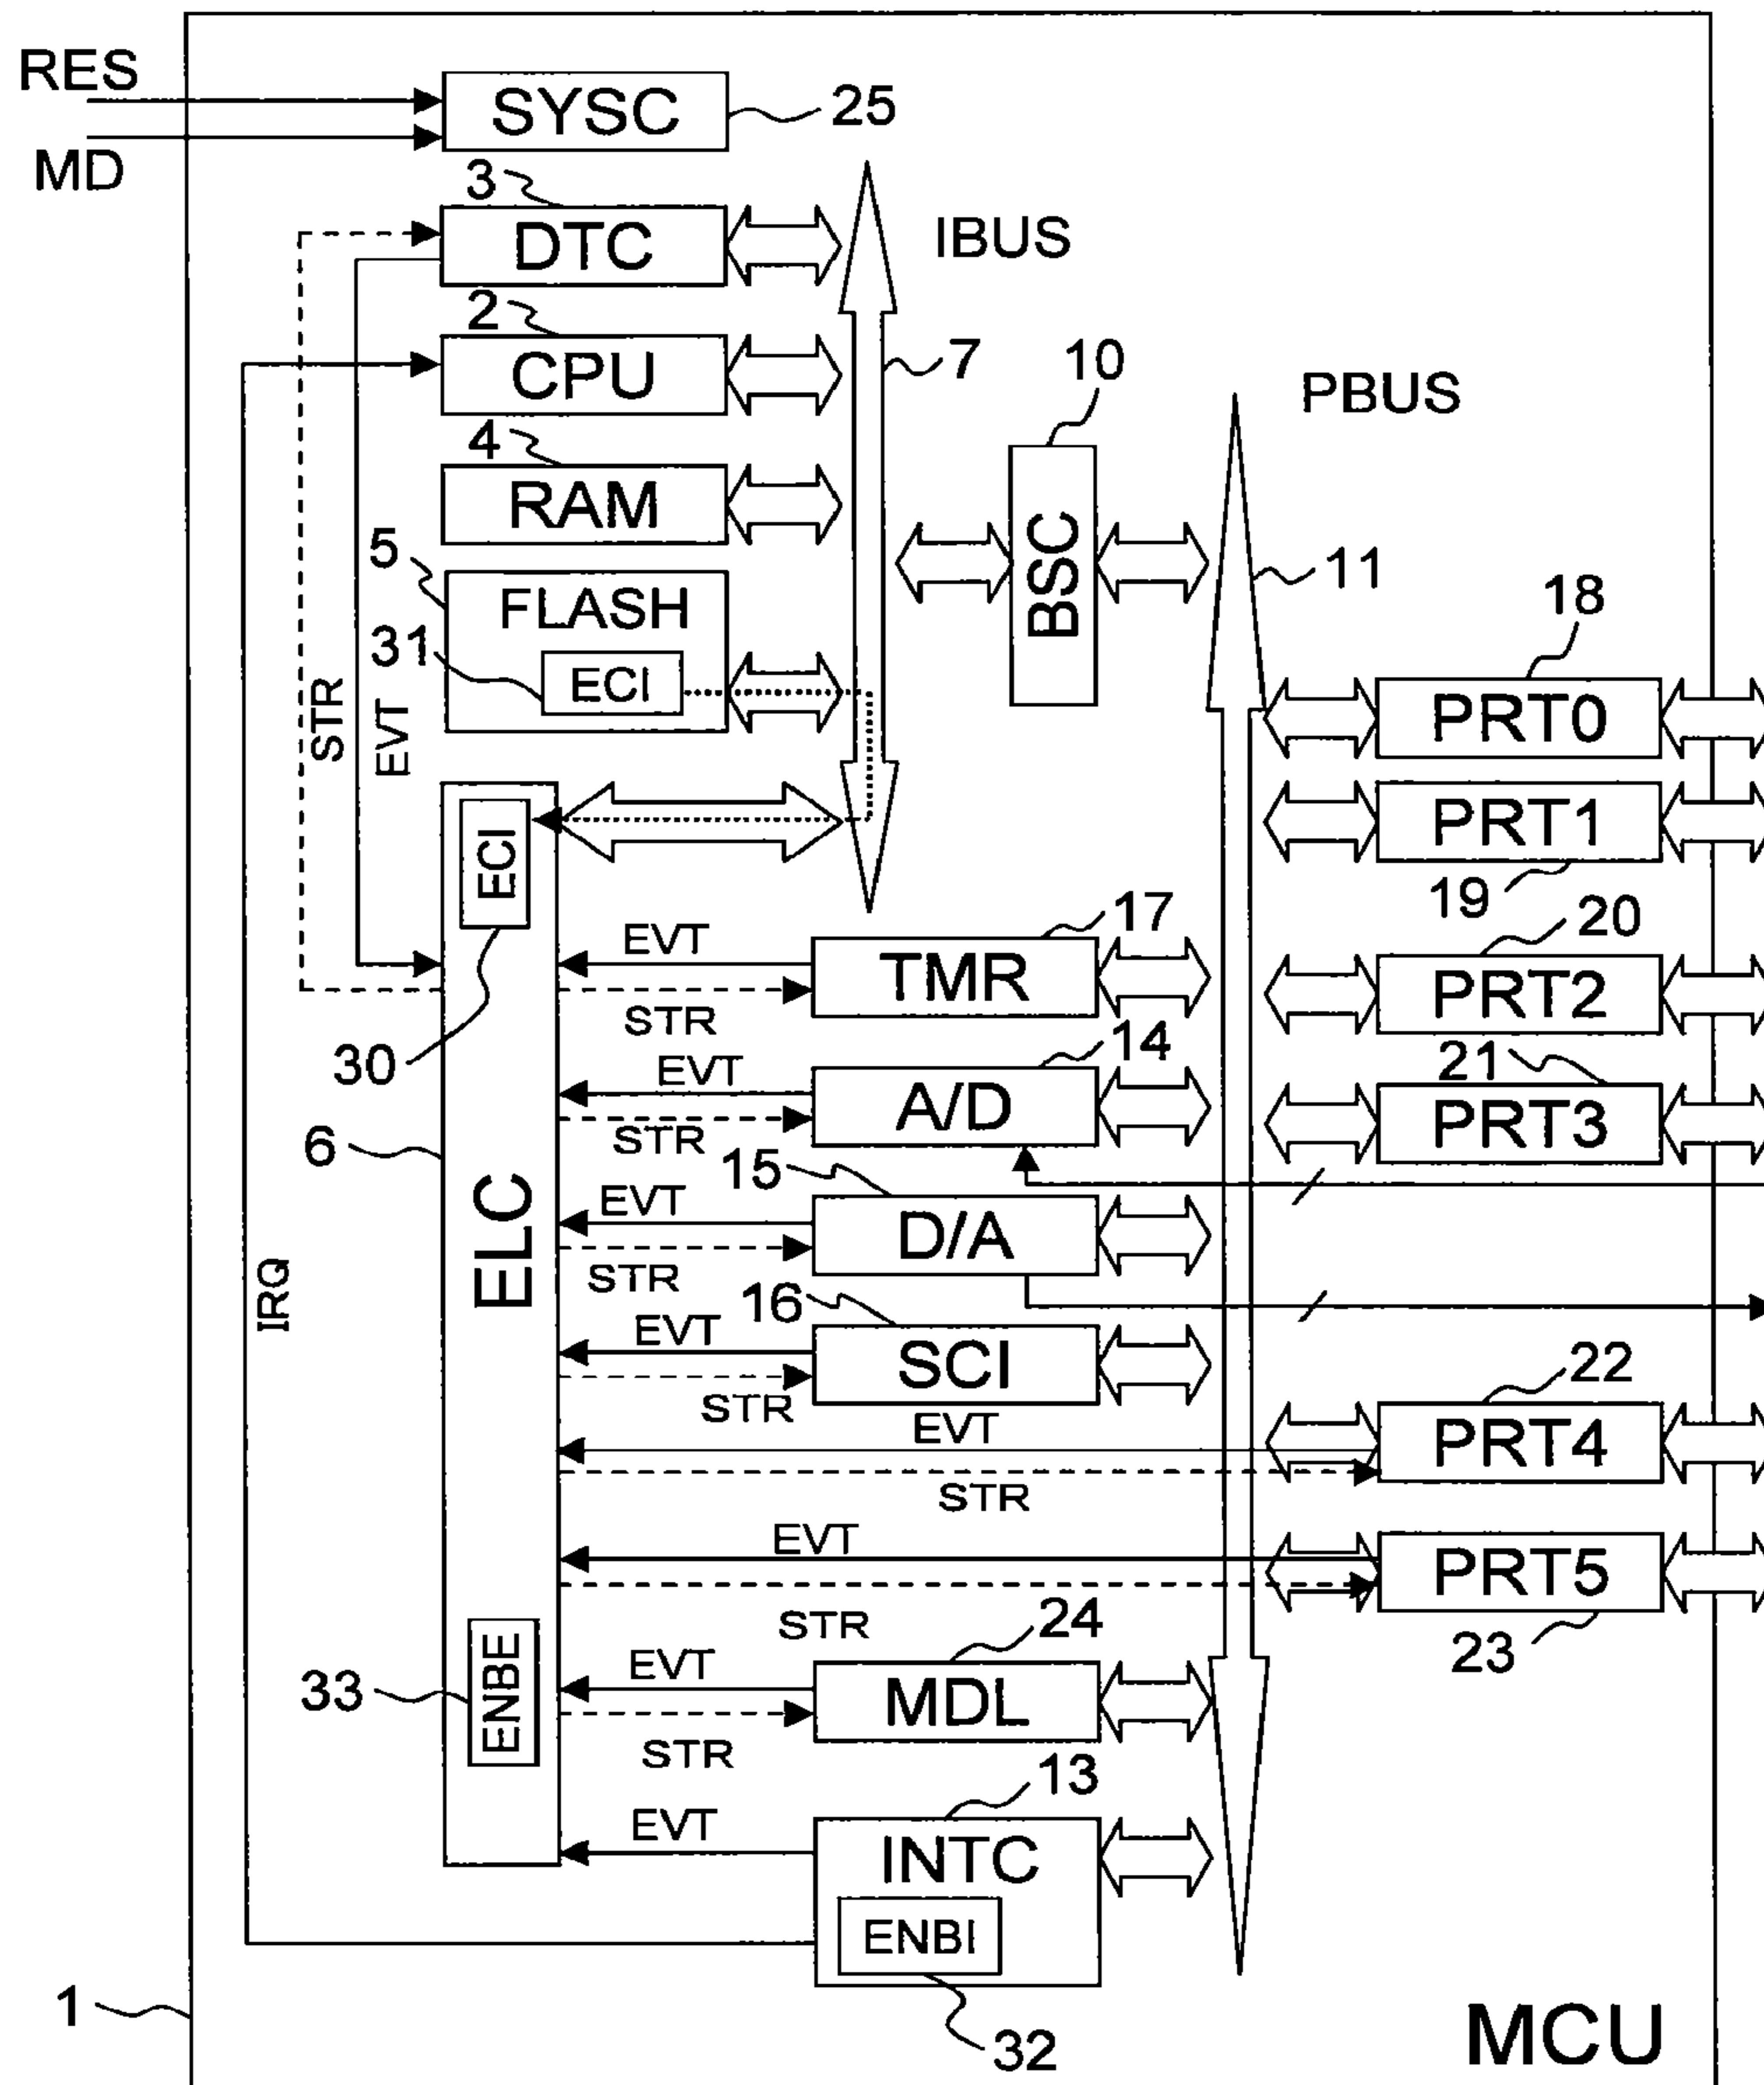 RES
SYSC
25
MD
3
DTC
IBUS
2
CPU
7
10
PBUS
4
RAM
5
FLASH
BSC
11
18
31
ECI
STR
EVT
PRT0
ECI
PRT1
19
17
20
EVT
TMR
PRT2
STR
30
14
21
EVT
A/D
PRT3
STR
6
15
ELC
EVT
D/A
STR
IRQ
16
EVT
SCI
22
STR
EVT
PRT4
STR
EVT
PRT5
STR
24
23
33
ENBE
EVT
MDL
STR
13
EVT
INTC
ENBI
1
32
MCU